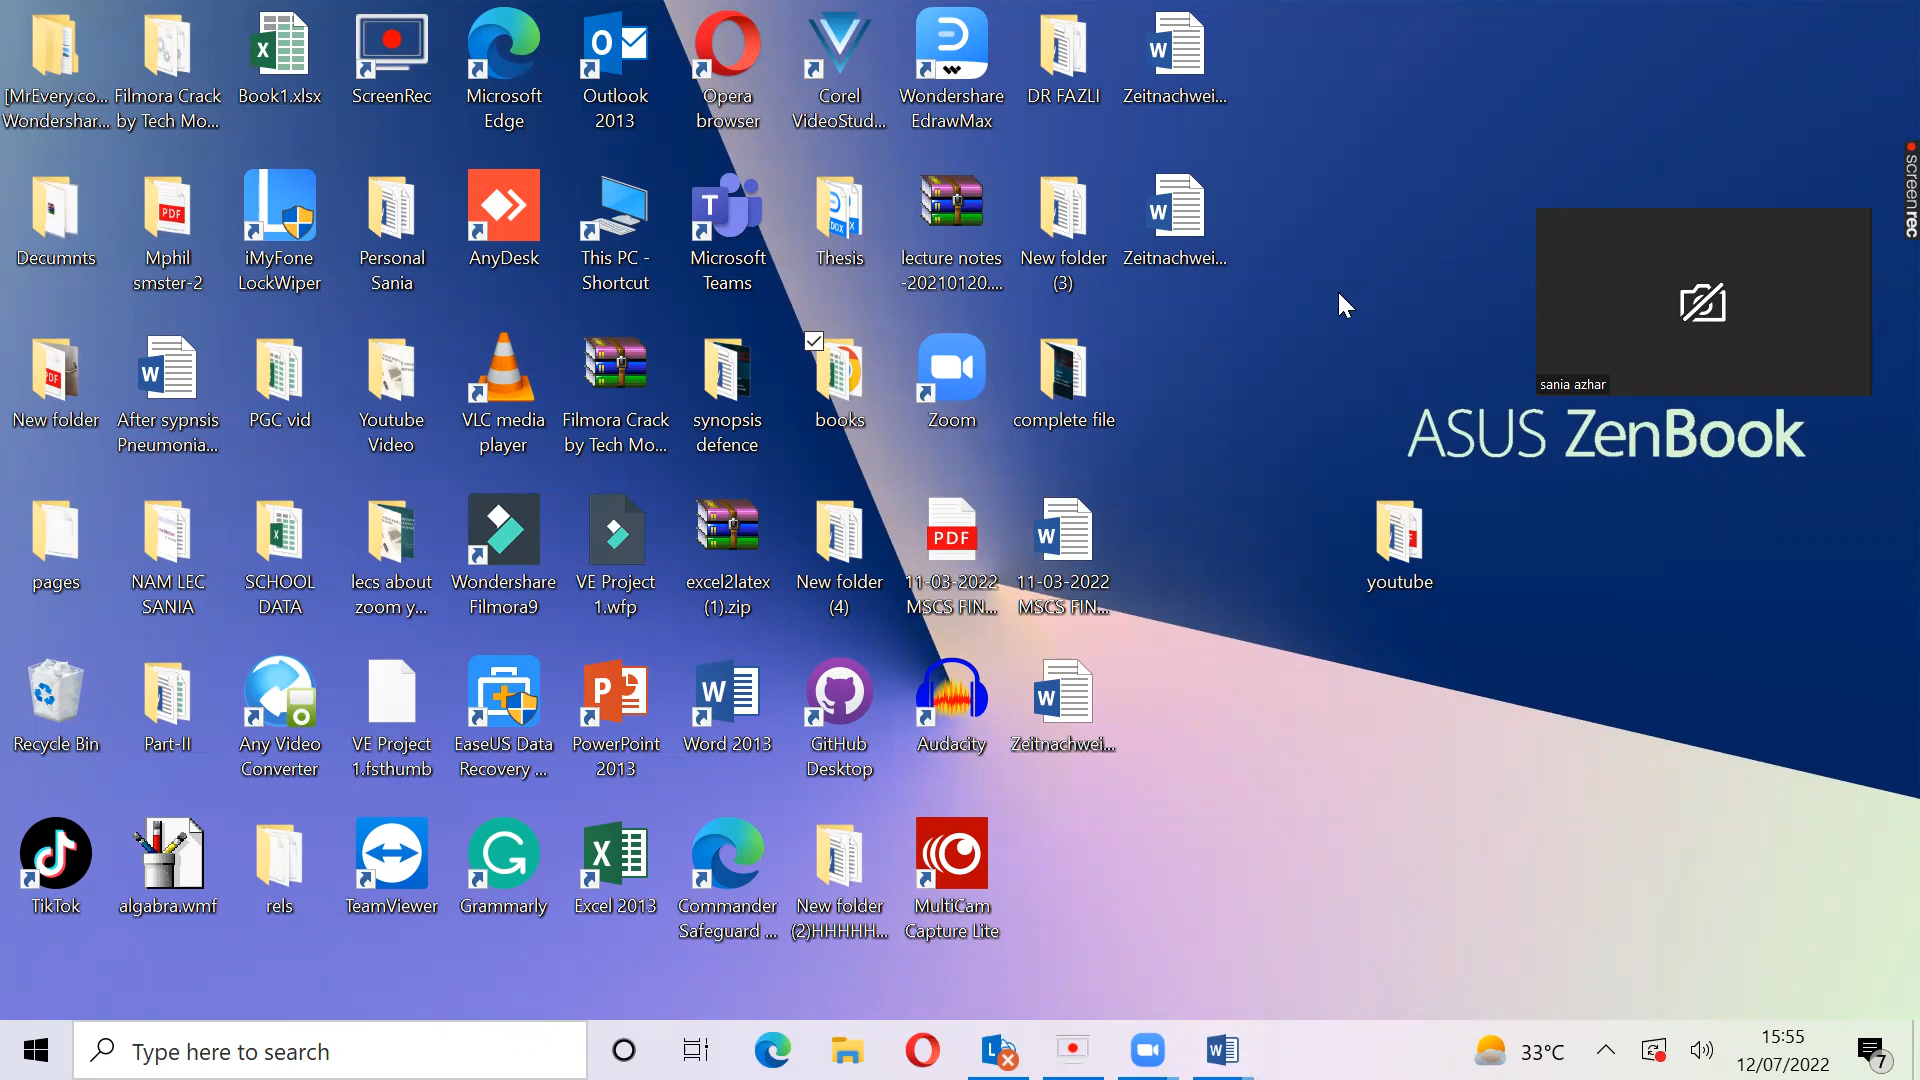 [MrEvery.co... Wondershar...
Filmora Crack by Tech Mo...
Book1.xlsx
ScreenRec
Microsoft Edge
Outlook 2013
Opera browser
Corel VideoStud...
Wondershare EdrawMax
DR FAZLI
Zeitnachwei...
Decumnts
Mphil smster-2
iMyFone LockWiper
Personal Sania
AnyDesk
This PC - Shortcut
Microsoft Teams
Thesis
lecture notes -20210120....
New folder (3)
Zeitnachwei...
New folder
After sypnsis Pneumonia...
PGC vid
Youtube Video
VLC media player
Filmora Crack by Tech Mo...
synopsis defence
books
Zoom
complete file
pages
NAM LEC SANIA
SCHOOL DATA
lecs about zoom y...
Wondershare Filmora9
VE Project 1.wfp
excel2latex (1).zip
New folder (4)
PDF
11-03-2022 MSCS FIN...
11-03-2022 MSCS FIN...
youtube
Recycle Bin
Part-II
Any Video Converter
VE Project 1.fsthumb
EaseUS Data Recovery ...
PowerPoint 2013
Word 2013
GitHub Desktop
Audacity
Zeitnachwei...
TikTok
algabra.wmf
rels
TeamViewer
Grammarly
Excel 2013
Commander Safeguard ...
New folder (2)HHHHH...
MultiCam Capture Lite
screenrec
sania azhar
ASUS ZenBook
Type here to search
33°C
15:55
12/07/2022
7